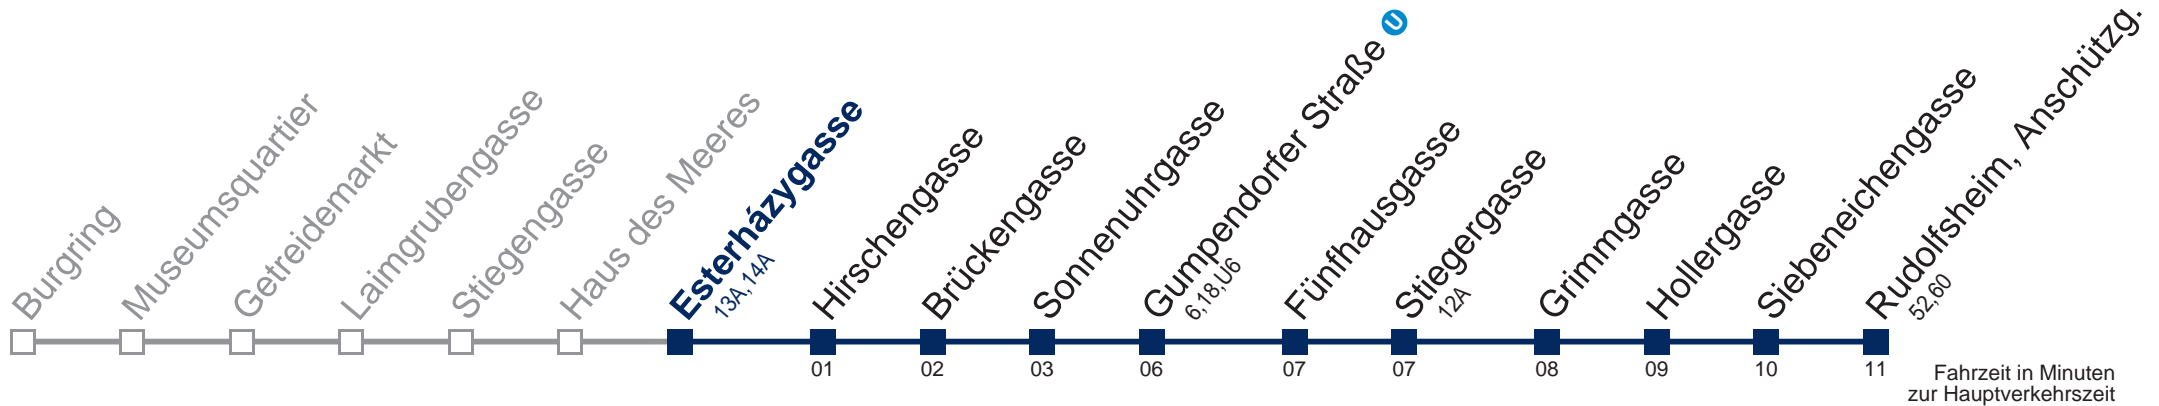 Burgring
Museumsquartier
Getreidemarkt
Laimgrubengasse
Stiegengasse
Haus des Meeres
Esterházygasse
13A,14A
Hirschengasse
Brückengasse
Sonnenuhrgasse
Gumpendorfer Straße U
6,18,U6
Fünfhausgasse
Stiegergasse
12A
Grimmgasse
Hollergasse
Siebeneichengasse
Rudolfsheim, Anschützg.
52,60
01 02 03 06 07 07 08 09 10 11
Fahrzeit in Minuten
zur Hauptverkehrszeit